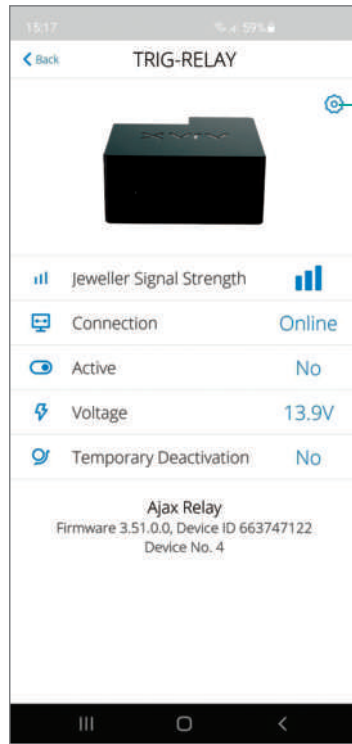 15:17
59%
Back
TRIG-RELAY
AJAX
Jeweller Signal Strength
Connection Online
Active No
Voltage 13.9V
Temporary Deactivation No
Ajax Relay
Firmware 3.51.0.0, Device ID 663747122
Device No. 4